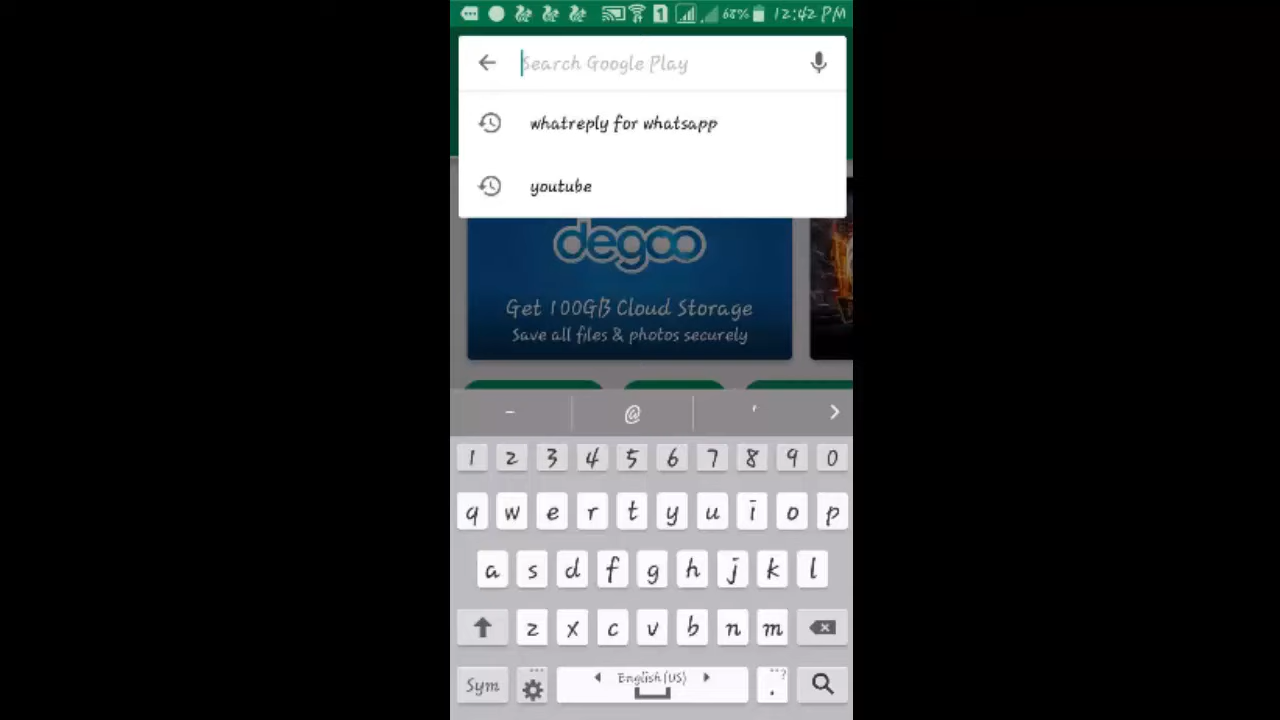 1 68% 12:42 PM
Search Google Play
whatreply for whatsapp
youtube
degoo
Get 100GB Cloud Storage
Save all files & photos securely
- @ '
1 2 3 4 5 6 7 8 9 0
q w e r t y u i o p
a s d f g h j k l
z x c v b n m
Sym English(US) . ?